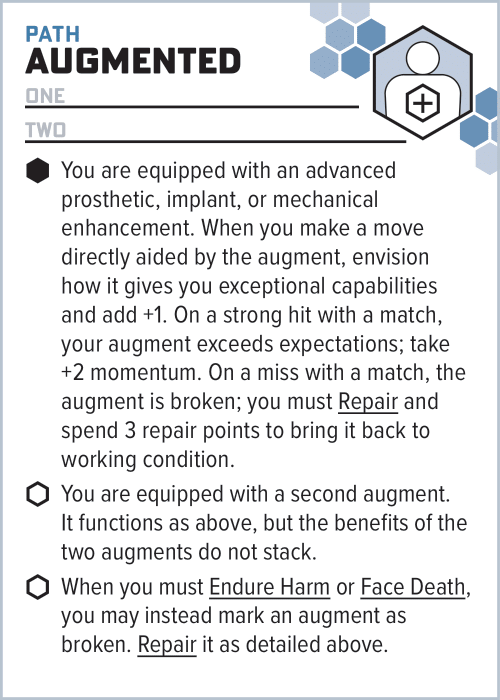 PATH
AUGMENTED
ONE
TWO
You are equipped with an advanced
prosthetic, implant, or mechanical
enhancement. When you make a move
directly aided by the augment, envision
how it gives you exceptional capabilities
and add +1. On a strong hit with a match,
your augment exceeds expectations; take
+2 momentum. On a miss with a match, the
augment is broken; you must Repair and
spend 3 repair points to bring it back to
working condition.
You are equipped with a second augment.
It functions as above, but the benefits of the
two augments do not stack.
When you must Endure Harm or Face Death,
you may instead mark an augment as
broken. Repair it as detailed above.